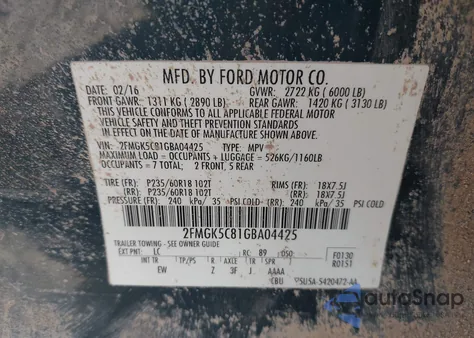 MFD. BY FORD MOTOR CO.
DATE: 02/16 GVWR: 2722 KG ( 6000 LB)
FRONT GAWR: 1311 KG ( 2890 LB) REAR GAWR: 1420 KG ( 3130 LB)
THIS VEHICLE CONFORMS TO ALL APPLICABLE FEDERAL MOTOR
VEHICLE SAFETY AND THEFT PREVENTION STANDARDS IN
EFFECT ON THE DATE OF MANUFACTURE SHOWN ABOVE.
VIN: 2FMGK5C81GBA04425 TYPE: MPV
MAXIMUM LOAD = OCCUPANTS + LUGGAGE = 526KG/1160LB
OCCUPANTS = 7 TOTAL: 2 FRONT, 5 REAR
TIRE (FR): P235/60R18 102T RIMS (FR): 18X7.5J
TIRE (RR): P235/60R18 102T (RR): 18X7.5J
PRESSURE (FR): 240 kPa/ 35 PSI COLD (RR): 240 kPa/ 35 PSI COLD
2FMGK5C81GBA04425
TRAILER TOWING - SEE OWNERS GUIDE
EXT PNT: LC RC: 89 DSO: F0130
INT TR TP/PS R AXLE TR SPR R0151
EW Z 3F J AAAA
CBU
autoSnap